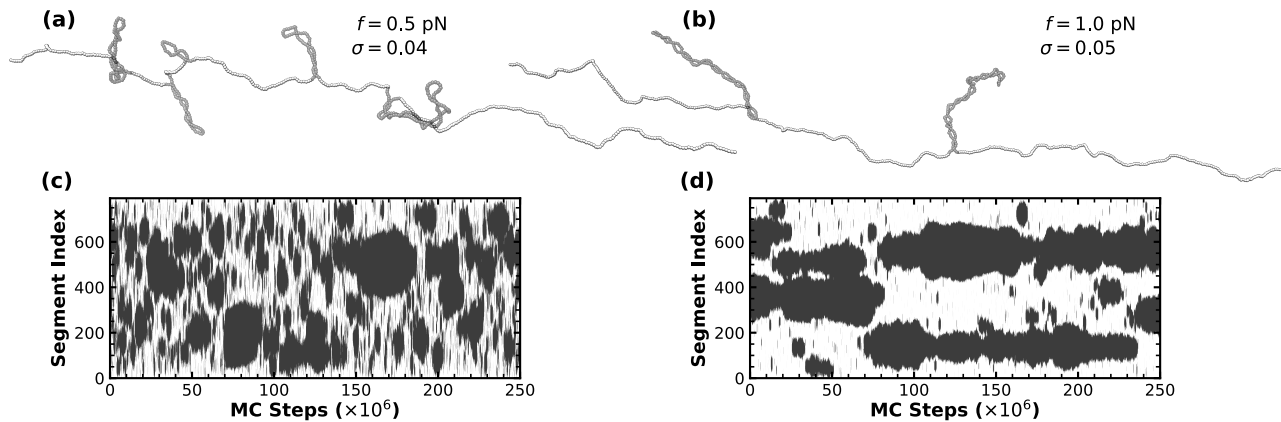 (a)
f = 0.5 pN
σ = 0.04
(b)
f = 1.0 pN
σ = 0.05
(c)
Segment Index
600
400
200
0
0 50 100 150 200 250
MC Steps (×10⁶)
(d)
Segment Index
600
400
200
0
0 50 100 150 200 250
MC Steps (×10⁶)